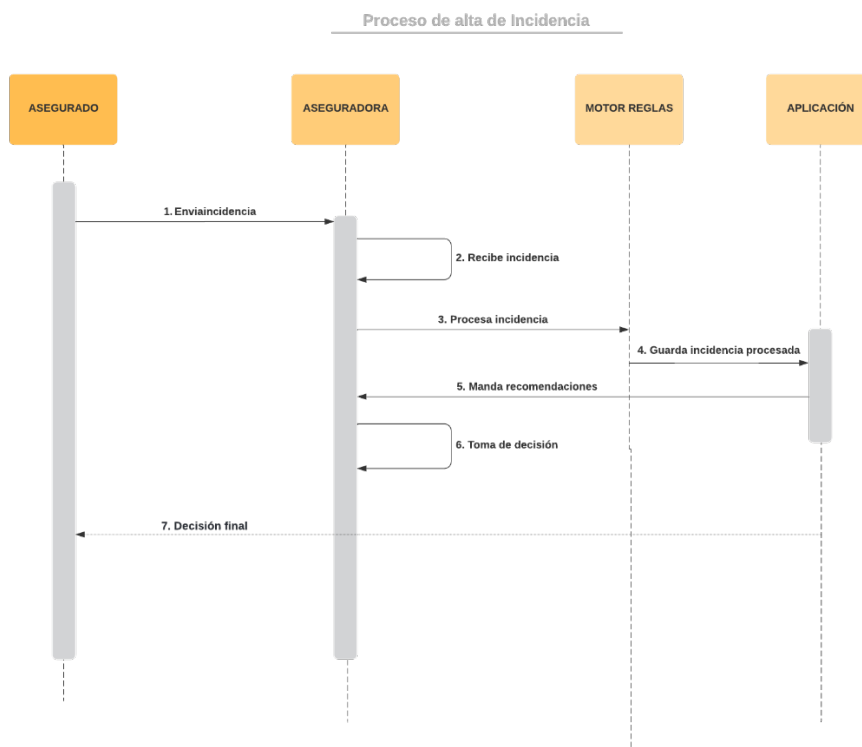 Proceso de alta de Incidencia
ASEGURADO
ASEGURADORA
MOTOR REGLAS
APLICACIÓN
1. Enviaincidencia
2. Recibe incidencia
3. Procesa incidencia
4. Guarda incidencia procesada
5. Manda recomendaciones
6. Toma de decisión
7. Decisión final